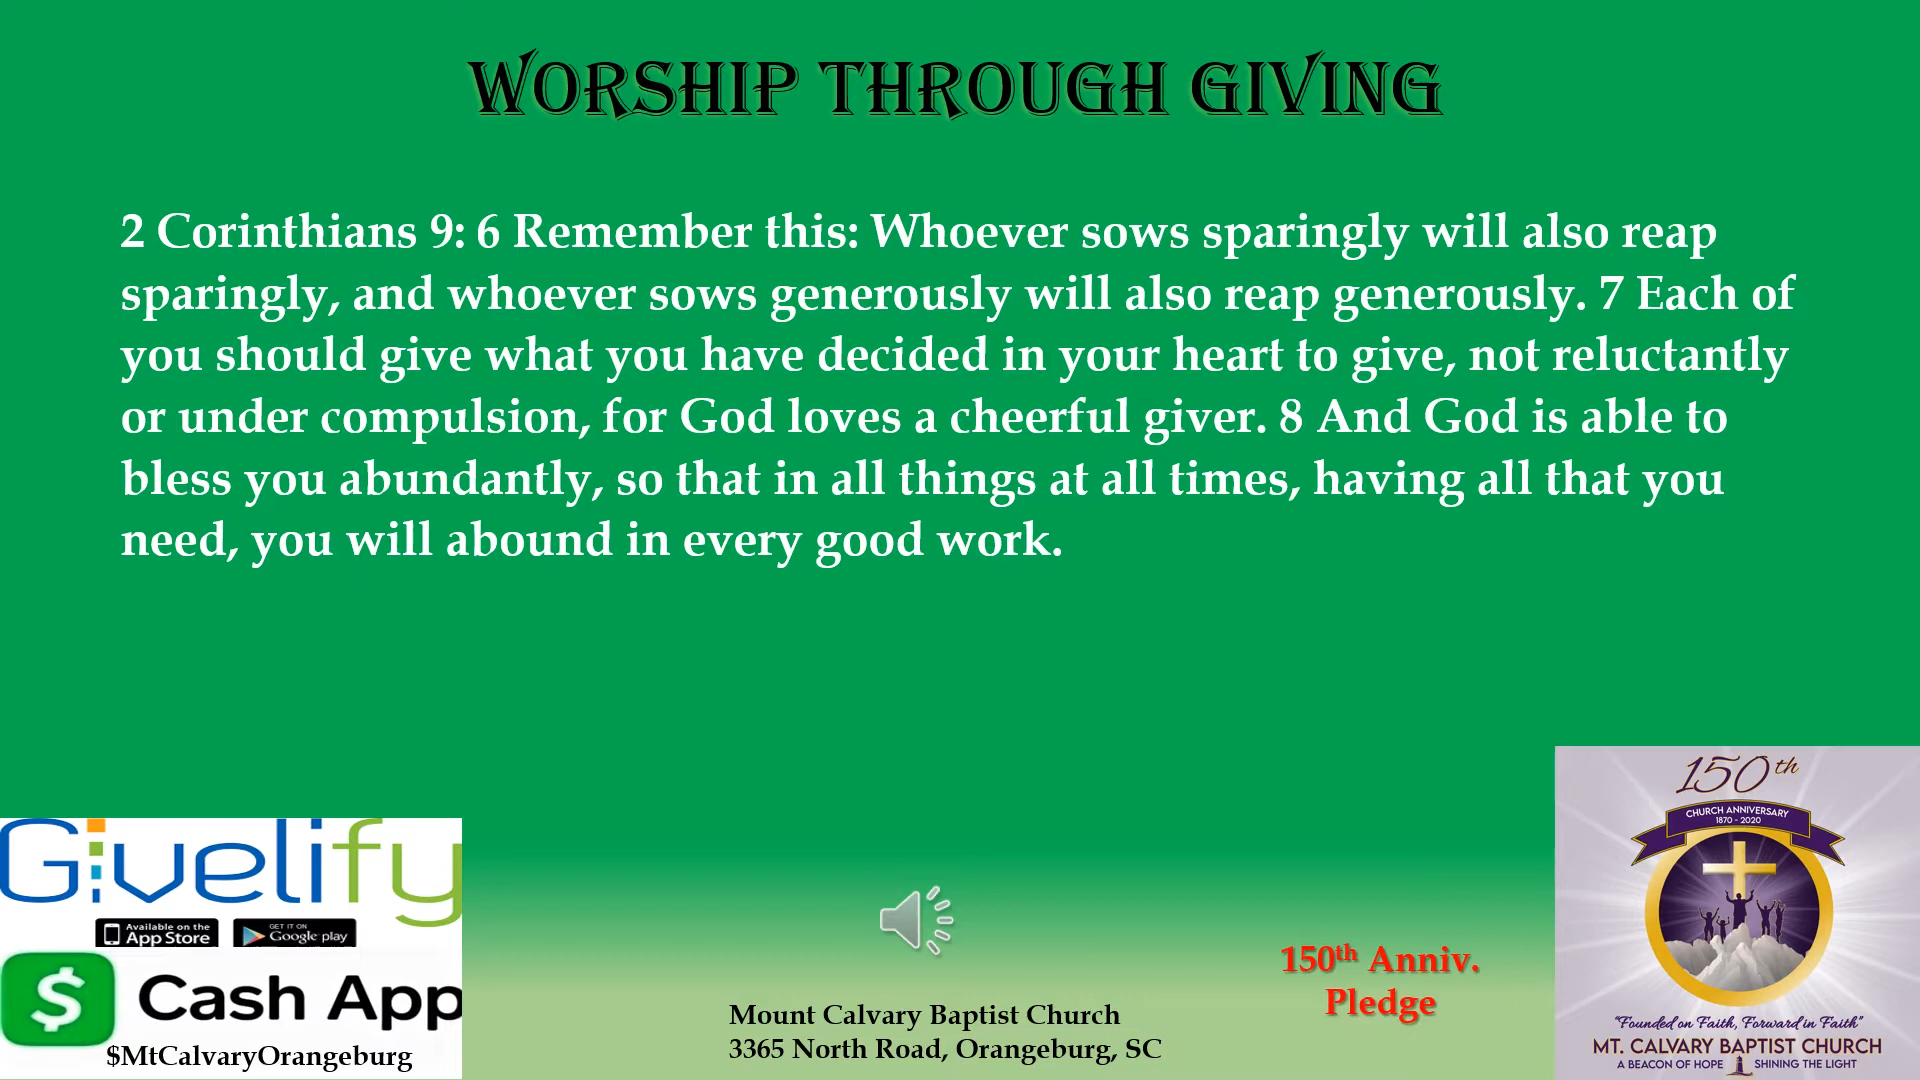 WORSHIP THROUGH GIVING
2 Corinthians 9: 6 Remember this: Whoever sows sparingly will also reap
sparingly, and whoever sows generously will also reap generously. 7 Each of
you should give what you have decided in your heart to give, not reluctantly
or under compulsion, for God loves a cheerful giver. 8 And God is able to
bless you abundantly, so that in all things at all times, having all that you
need, you will abound in every good work.
Givelify
Available on the
App Store
GET IT ON
Google play
$
Cash App
$MtCalvaryOrangeburg
Mount Calvary Baptist Church
3365 North Road, Orangeburg, SC
150th Anniv.
Pledge
150th
CHURCH ANNIVERSARY
1870 - 2020
"Founded on Faith, Forward in Faith"
MT. CALVARY BAPTIST CHURCH
A BEACON OF HOPE SHINING THE LIGHT